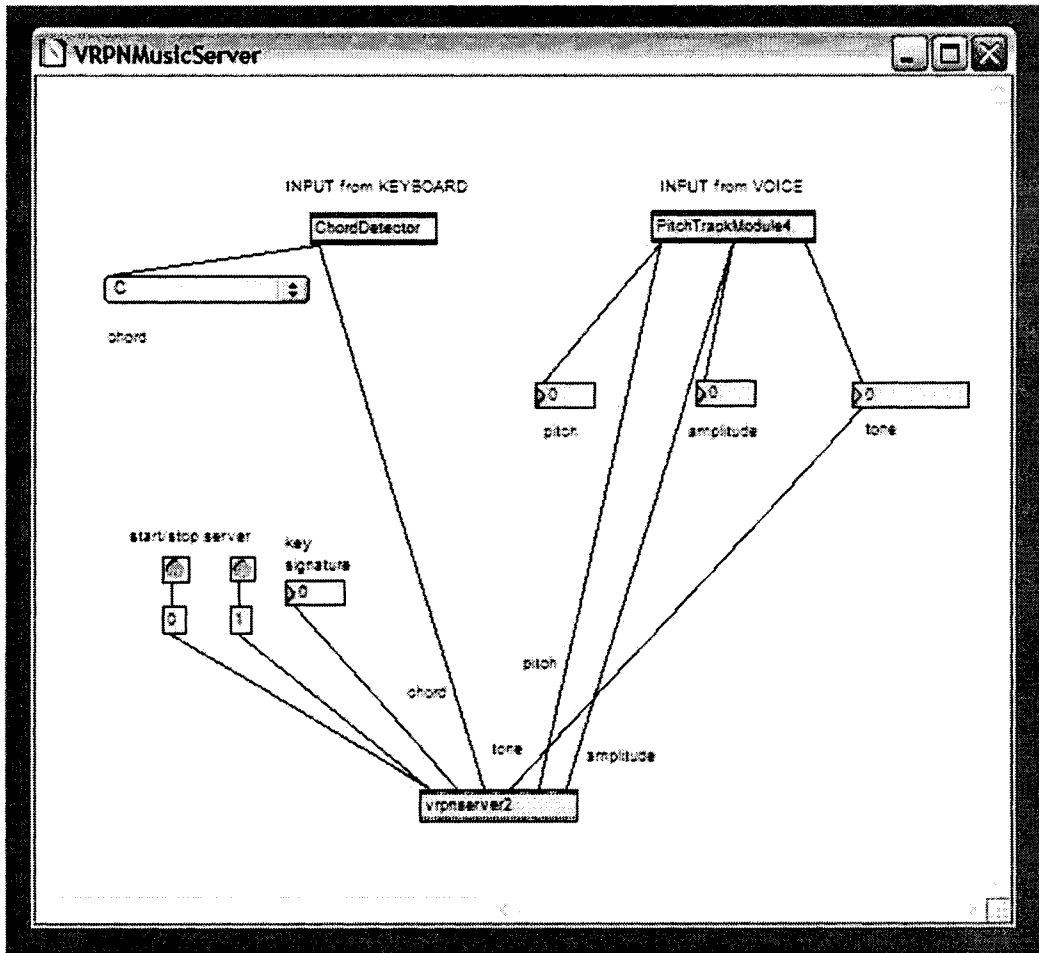 VRPNMusicServer
INPUT from KEYBOARD
INPUT from VOICE
ChordDetector
PitchTrackModule4
C
chord
0
0
0
pitch
amplitude
tone
start/stop server
key
signature
0
0
1
pitch
chord
tone
amplitude
vrpnserver2